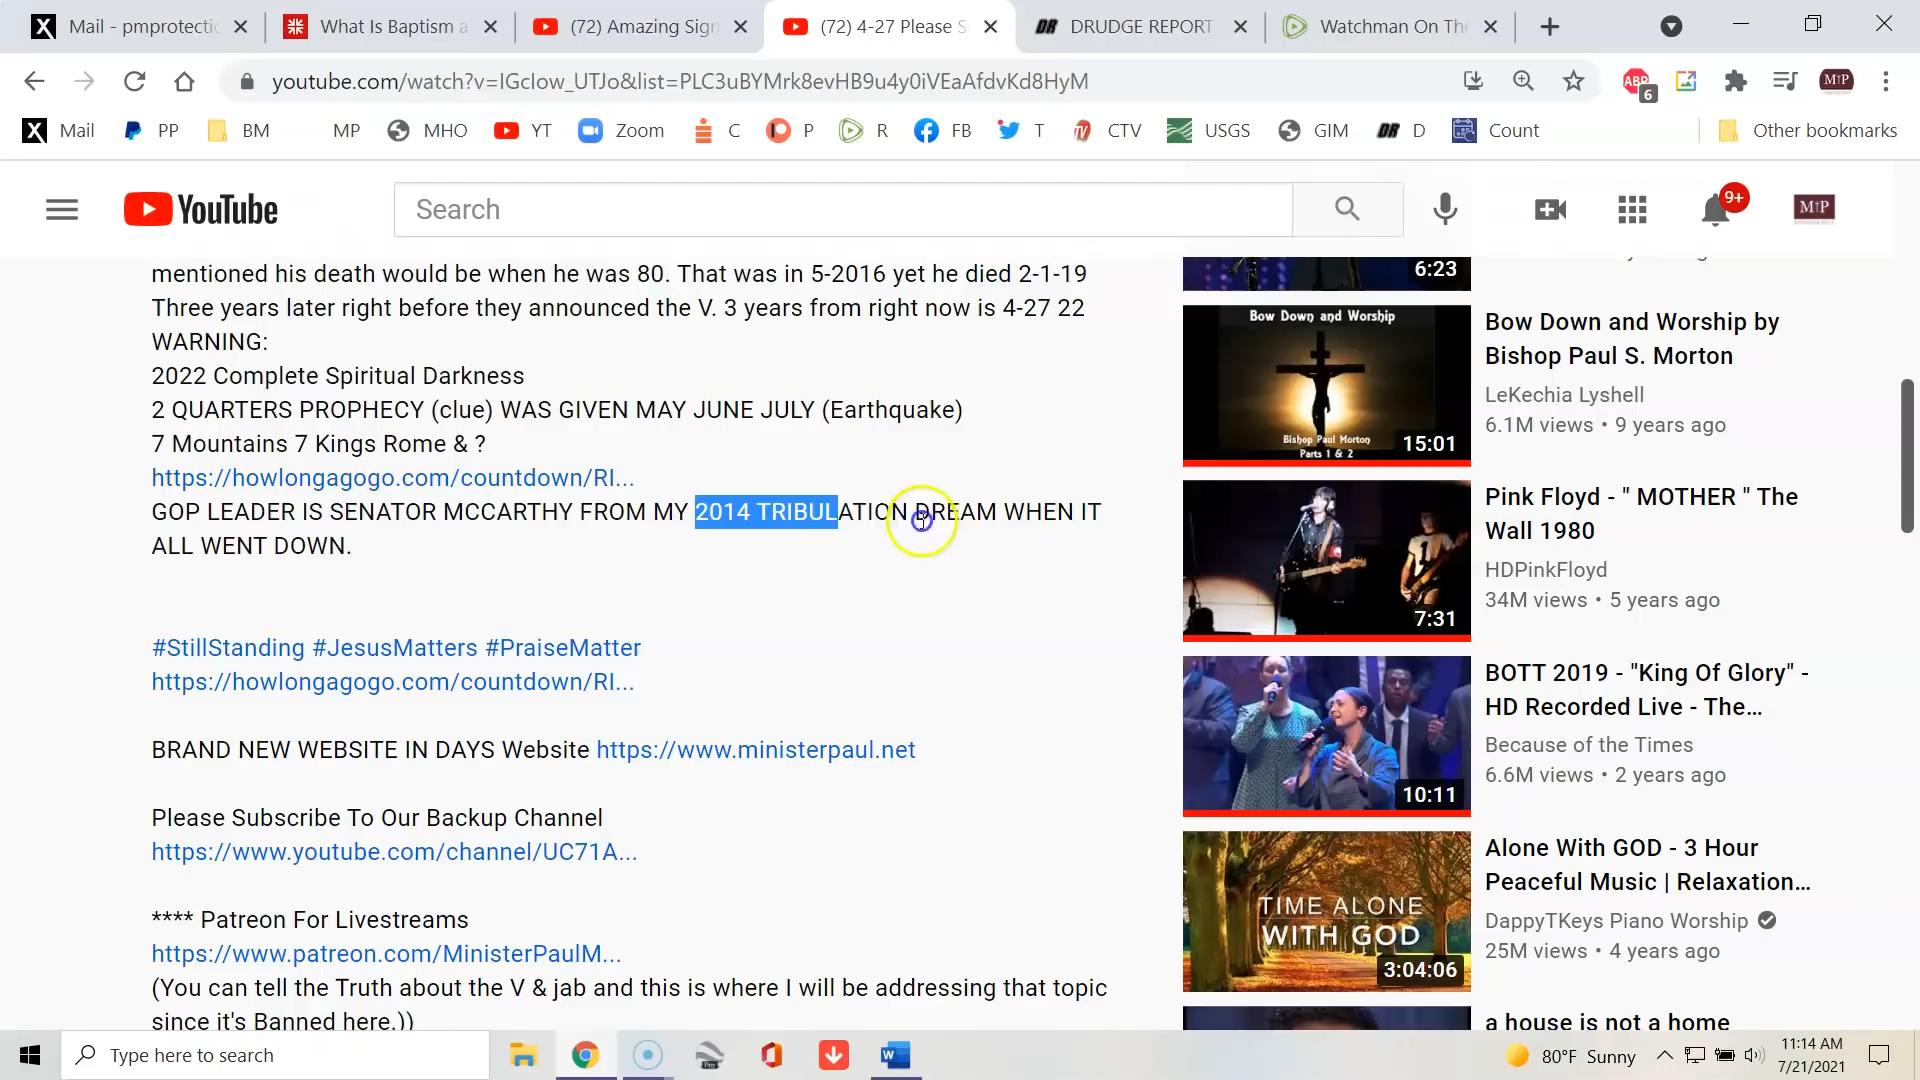 Mail - pmprotectic
What Is Baptism a
(72) Amazing Sign
(72) 4-27 Please S
DRUDGE REPORT
Watchman On The
youtube.com/watch?v=IGcIow_UTJo&list=PLC3uBYMrk8evHB9u4y0iVEaAfdvKd8HyM
ABP
6
M†P
Mail
PP
BM
MP
MHO
YT
Zoom
C
P
R
FB
T
CTV
USGS
GIM
DR
D
Count
Other bookmarks
YouTube
Search
9+
M†P
mentioned his death would be when he was 80. That was in 5-2016 yet he died 2-1-19
Three years later right before they announced the V. 3 years from right now is 4-27 22
WARNING:
2022 Complete Spiritual Darkness
2 QUARTERS PROPHECY (clue) WAS GIVEN MAY JUNE JULY (Earthquake)
7 Mountains 7 Kings Rome & ?
https://howlongagogo.com/countdown/RI...
GOP LEADER IS SENATOR MCCARTHY FROM MY 2014 TRIBULATION DREAM WHEN IT
ALL WENT DOWN.
#StillStanding #JesusMatters #PraiseMatter
https://howlongagogo.com/countdown/RI...
BRAND NEW WEBSITE IN DAYS Website https://www.ministerpaul.net
Please Subscribe To Our Backup Channel
https://www.youtube.com/channel/UC71A...
**** Patreon For Livestreams
https://www.patreon.com/MinisterPaulM...
(You can tell the Truth about the V & jab and this is where I will be addressing that topic
since it's Banned here.))
6:23
Bow Down and Worship
Bishop Paul Morton
Parts 1 & 2
15:01
Bow Down and Worship by
Bishop Paul S. Morton
LeKechia Lyshell
6.1M views • 9 years ago
7:31
Pink Floyd - " MOTHER " The
Wall 1980
HDPinkFloyd
34M views • 5 years ago
10:11
BOTT 2019 - "King Of Glory" -
HD Recorded Live - The...
Because of the Times
6.6M views • 2 years ago
TIME ALONE
WITH GOD
3:04:06
Alone With GOD - 3 Hour
Peaceful Music | Relaxation...
DappyTKeys Piano Worship
25M views • 4 years ago
a house is not a home
Type here to search
80°F Sunny
11:14 AM
7/21/2021